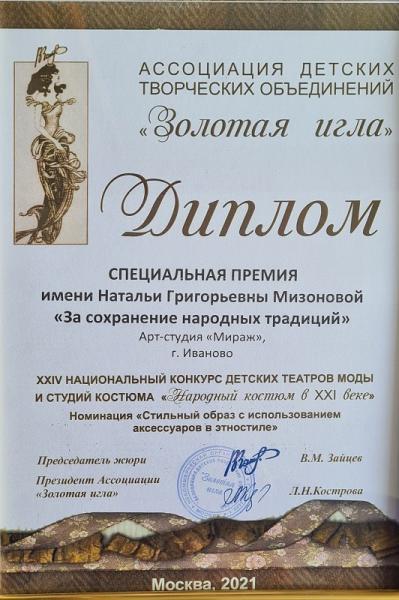 АССОЦИАЦИЯ ДЕТСКИХ
ТВОРЧЕСКИХ ОБЪЕДИНЕНИЙ
«Золотая игла»
Диплом
СПЕЦИАЛЬНАЯ ПРЕМИЯ
имени Натальи Григорьевны Мизоновой
«За сохранение народных традиций»
Арт-студия «Мираж»,
г. Иваново
XXIV НАЦИОНАЛЬНЫЙ КОНКУРС ДЕТСКИХ ТЕАТРОВ МОДЫ
И СТУДИЙ КОСТЮМА «Народный костюм в XXI веке»
Номинация «Стильный образ с использованием
аксессуаров в этностиле»
Председатель жюри В.М. Зайцев
Президент Ассоциации
«Золотая игла» Л.Н.Кострова
Золотая
игла
Москва, 2021